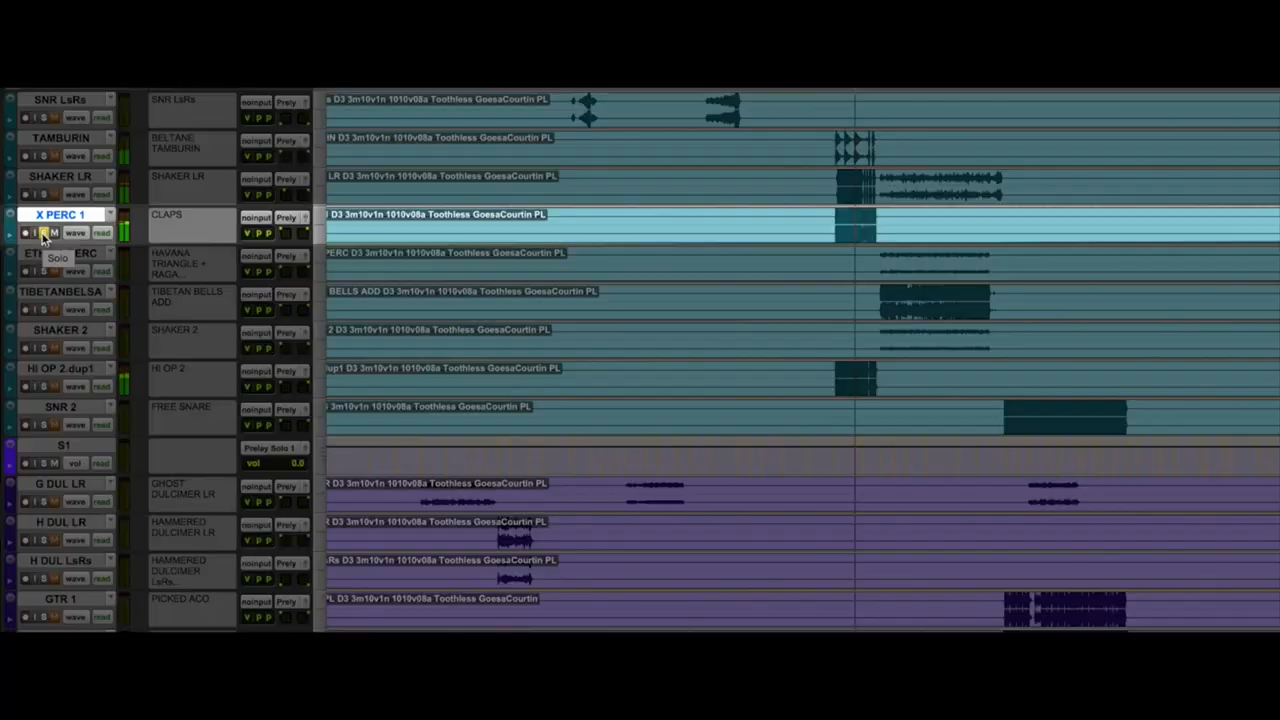 SNR LsRs SNR LsRs noinput Prely s D3 3m10v1n 1010v08a Toothless GoesaCourtin PL
I S M wave read V P P
TAMBURIN BELTANE TAMBURIN noinput Prely IN D3 3m10v1n 1010v08a Toothless GoesaCourtin PL
I S M wave read V P P
SHAKER LR SHAKER LR noinput Prely LR D3 3m10v1n 1010v08a Toothless GoesaCourtin PL
I S M wave read V P P
X PERC 1 CLAPS noinput Prely D3 3m10v1n 1010v08a Toothless GoesaCourtin PL
I S M wave read V P P
Solo
HAVANA TRIANGLE + RAGA... noinput Prely PERC D3 3m10v1n 1010v08a Toothless GoesaCourtin PL
wave read V P P
TIBETANBELSA TIBETAN BELLS ADD noinput Prely BELLS ADD D3 3m10v1n 1010v08a Toothless GoesaCourtin PL
I S M wave read V P P
SHAKER 2 SHAKER 2 noinput Prely 2 D3 3m10v1n 1010v08a Toothless GoesaCourtin PL
I S M wave read V P P
HI OP 2.dup1 HI OP 2 noinput Prely dup1 D3 3m10v1n 1010v08a Toothless GoesaCourtin PL
I S M wave read V P P
SNR 2 FREE SNARE noinput Prely 3m10v1n 1010v08a Toothless GoesaCourtin PL
I S M wave read V P P
S1 Prelay Solo 1
I S M vol read vol 0.0
G DUL LR GHOST DULCIMER LR noinput Prely R D3 3m10v1n 1010v08a Toothless GoesaCourtin PL
I S M wave read V P P
H DUL LR HAMMERED DULCIMER LR noinput Prely R D3 3m10v1n 1010v08a Toothless GoesaCourtin PL
I S M wave read V P P
H DUL LsRs HAMMERED DULCIMER LsRs... noinput Prely Rs D3 3m10v1n 1010v08a Toothless GoesaCourtin PL
I S M wave read V P P
GTR 1 PICKED ACO noinput Prely PL D3 3m10v1n 1010v08a Toothless GoesaCourtin
I S M wave read V P P